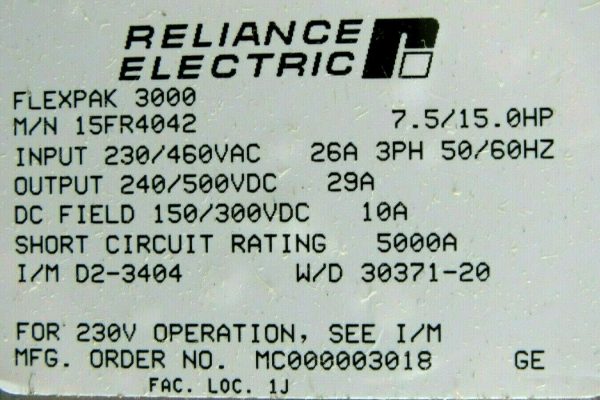 RELIANCE
ELECTRIC
FLEXPAK 3000
M/N 15FR4042 7.5/15.0HP
INPUT 230/460VAC 26A 3PH 50/60HZ
OUTPUT 240/500VDC 29A
DC FIELD 150/300VDC 10A
SHORT CIRCUIT RATING 5000A
I/M D2-3404 W/D 30371-20
FOR 230V OPERATION, SEE I/M
MFG. ORDER NO. MC000003018 GE
FAC. LOC. 1J